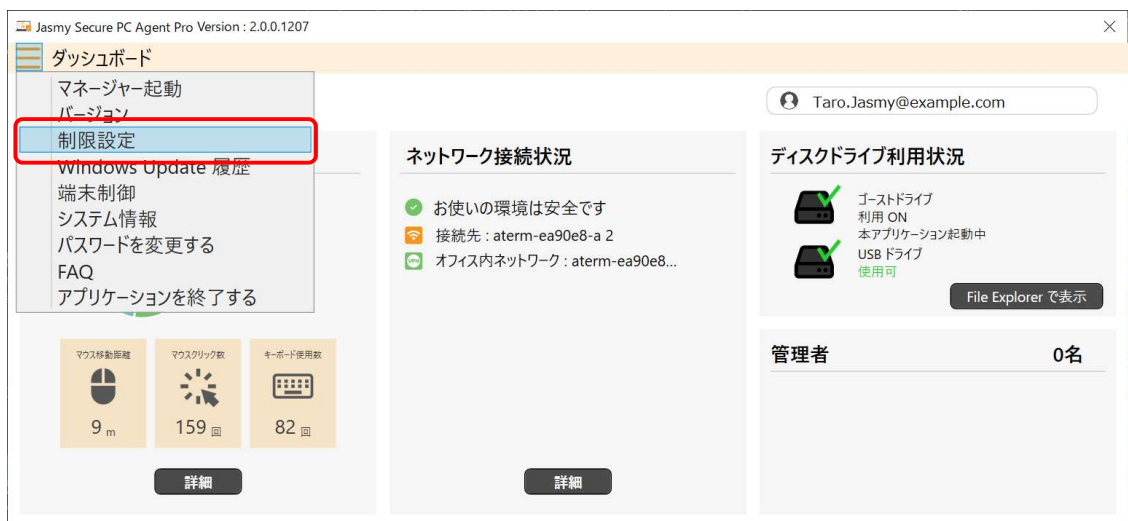 Jasmy Secure PC Agent Pro Version : 2.0.0.1207
ダッシュボード
マネージャー起動
バージョン
制限設定
Windows Update 履歴
端末制御
システム情報
パスワードを変更する
FAQ
アプリケーションを終了する
Taro.Jasmy@example.com
マウス移動距離
9 m
マウスクリック数
159 回
キーボード使用数
82 回
詳細
ネットワーク接続状況
お使いの環境は安全です
接続先 : aterm-ea90e8-a 2
VPN
オフィス内ネットワーク : aterm-ea90e8...
詳細
ディスクドライブ利用状況
ゴーストドライブ
利用 ON
本アプリケーション起動中
USB ドライブ
使用可
File Explorer で表示
管理者
0名